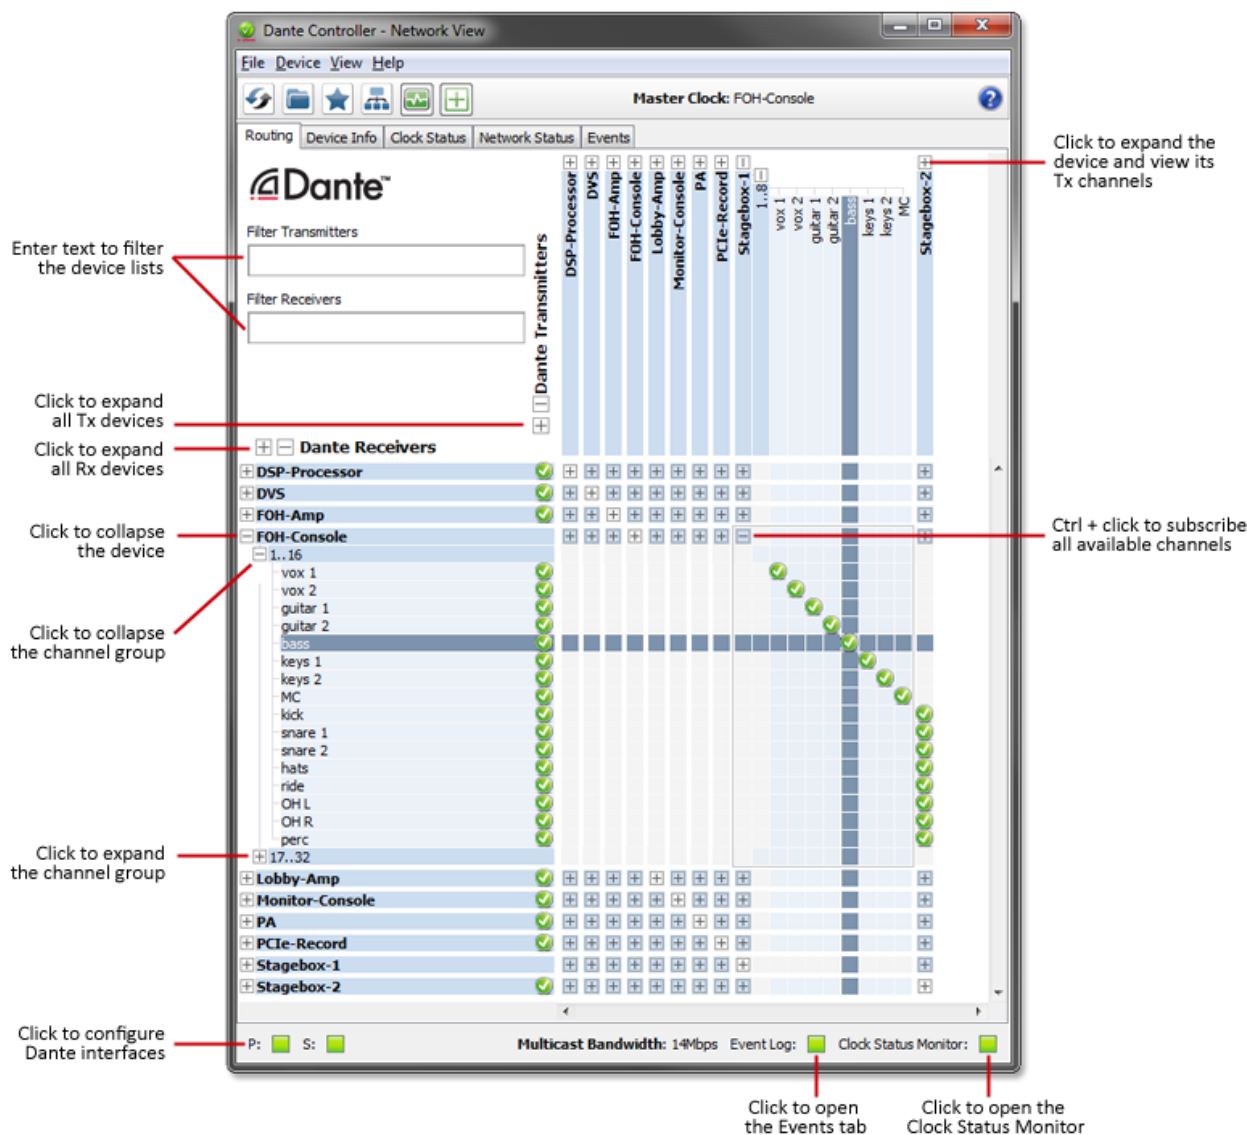 Dante Controller - Network View
File Device View Help
Master Clock: FOH-Console
Routing Device Info Clock Status Network Status Events
Click to expand the
device and view its
Tx channels
Dante™
Filter Transmitters
Filter Receivers
Enter text to filter
the device lists
Dante Transmitters
DSP-Processor
DVS
FOH-Amp
FOH-Console
Lobby-Amp
Monitor-Console
PA
PCIe-Record
Stagebox-1
1..8
vox 1
vox 2
guitar 1
guitar 2
bass
keys 1
keys 2
MC
Stagebox-2
Click to expand
all Tx devices
Click to expand
all Rx devices
Dante Receivers
DSP-Processor
DVS
FOH-Amp
FOH-Console
Click to collapse
the device
Ctrl + click to subscribe
all available channels
1..16
vox 1
vox 2
guitar 1
guitar 2
bass
keys 1
keys 2
MC
kick
snare 1
snare 2
hats
ride
OH L
OH R
perc
17..32
Click to collapse
the channel group
Click to expand
the channel group
Lobby-Amp
Monitor-Console
PA
PCIe-Record
Stagebox-1
Stagebox-2
Click to configure
Dante interfaces
P: S: Multicast Bandwidth: 14Mbps Event Log: Clock Status Monitor:
Click to open
the Events tab
Click to open the
Clock Status Monitor